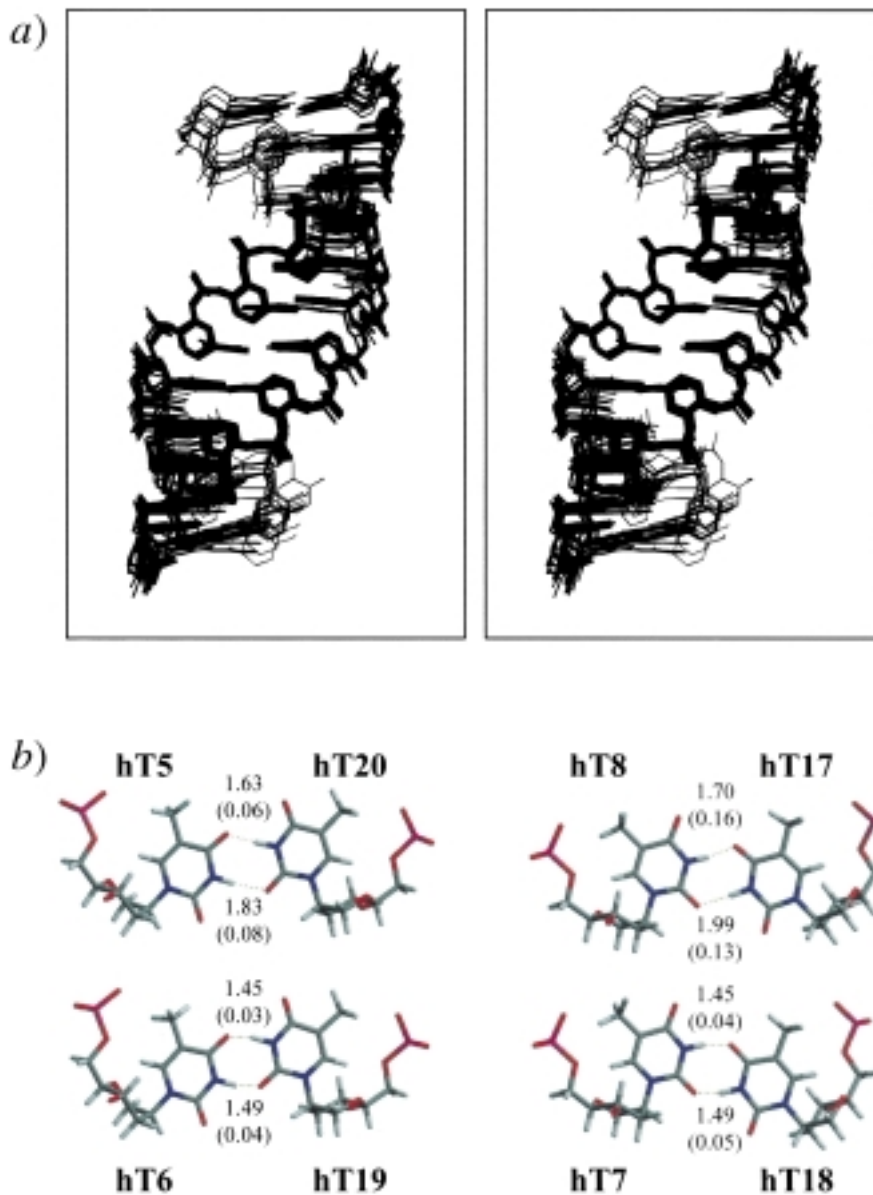 a)
b)
hT5 hT20
1.63
(0.06)
1.83
(0.08)
hT8 hT17
1.70
(0.16)
1.99
(0.13)
1.45
(0.03)
1.49
(0.04)
hT6 hT19
1.45
(0.04)
1.49
(0.05)
hT7 hT18